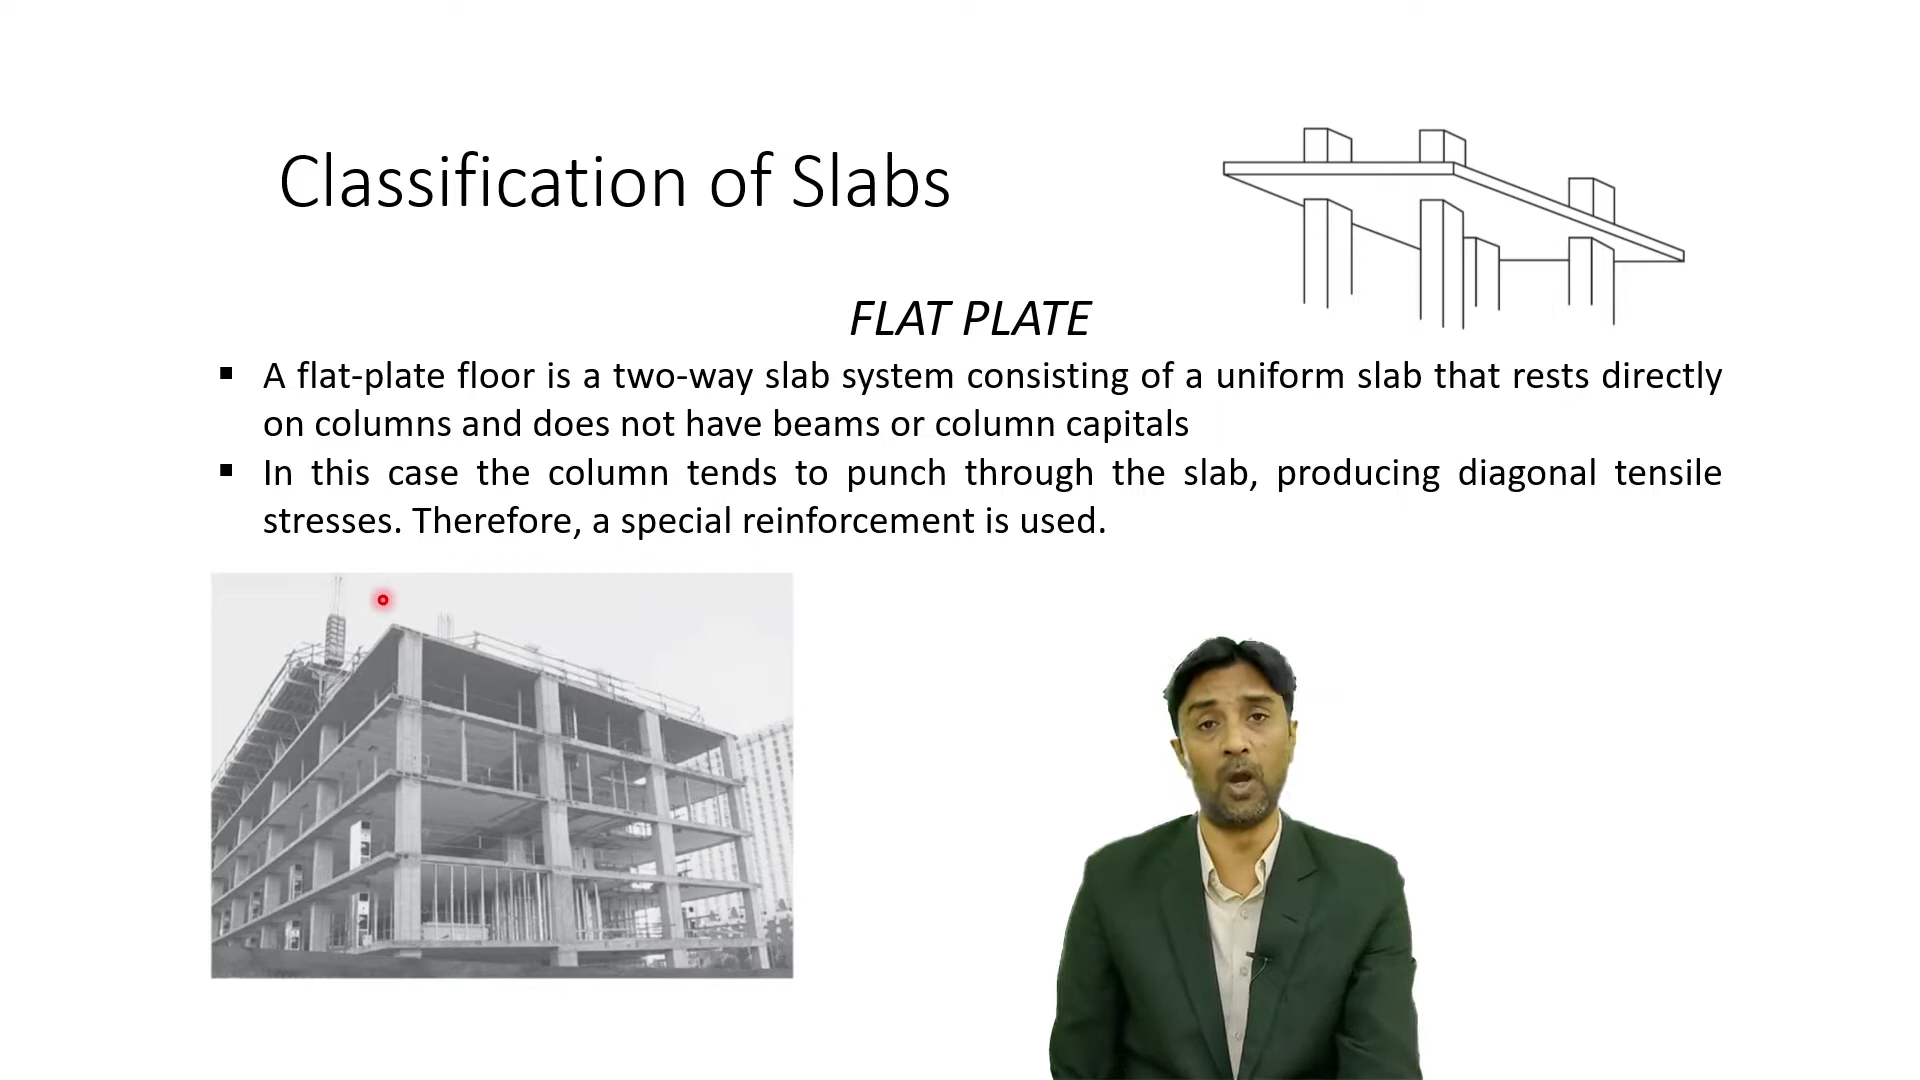 Classification of Slabs
FLAT PLATE
▪ A flat-plate floor is a two-way slab system consisting of a uniform slab that rests directly
on columns and does not have beams or column capitals
▪ In this case the column tends to punch through the slab, producing diagonal tensile
stresses. Therefore, a special reinforcement is used.